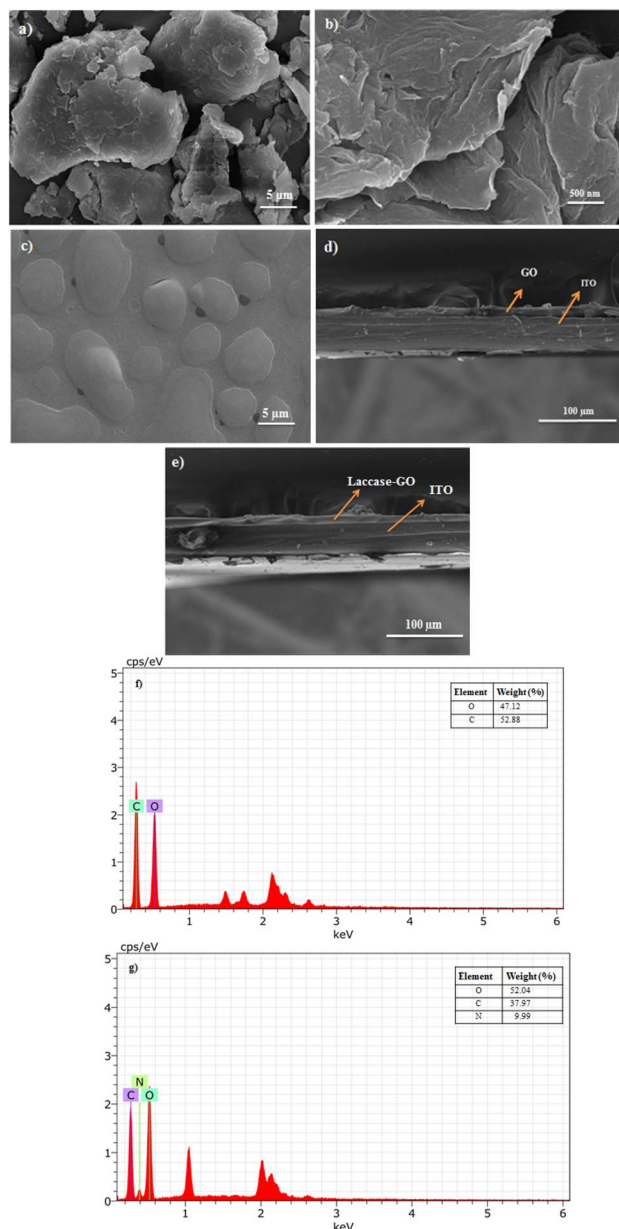 a)
5 µm
b)
500 nm
c)
5 µm
d)
GO
ITO
100 µm
e)
Laccase-GO
ITO
100 µm
cps/eV
f)
Element Weight (%)
O 47.12
C 52.88
5
4
3
2
1
0
C O
1 2 3 4 5 6
keV
cps/eV
g)
Element Weight (%)
O 52.04
C 37.97
N 9.99
5
4
3
2
1
0
N
C O
1 2 3 4 5 6
keV